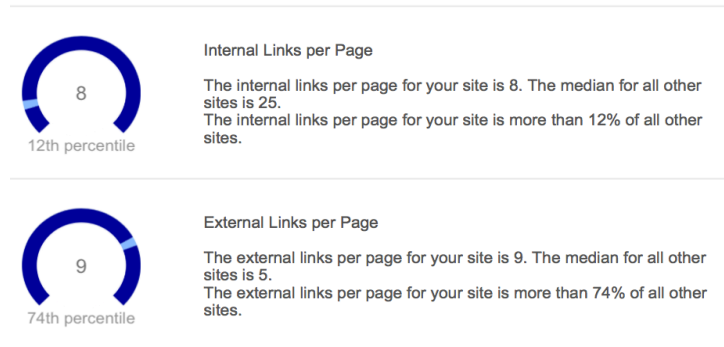 Internal Links per Page
8
The internal links per page for your site is 8. The median for all other
sites is 25.
The internal links per page for your site is more than 12% of all other
sites.
12th percentile
External Links per Page
9
The external links per page for your site is 9. The median for all other
sites is 5.
The external links per page for your site is more than 74% of all other
sites.
74th percentile